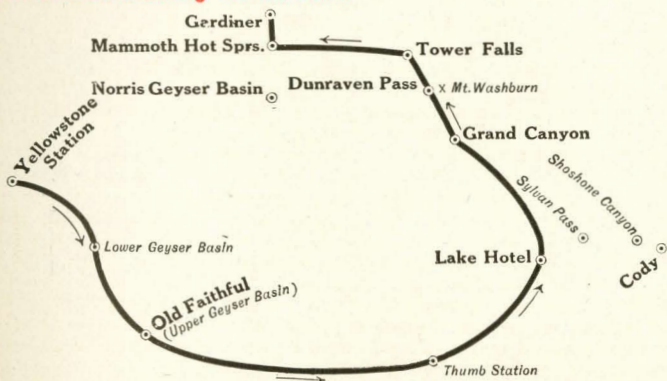 Gardiner
Mammoth Hot Sprs.
Tower Falls
Norris Geyser Basin
Dunraven Pass
x Mt. Washburn
Grand Canyon
Yellowstone
Station
Shoshone Canyon
Sylvan Pass
Lower Geyser Basin
Lake Hotel
Cody
Old Faithful
(Upper Geyser Basin)
Thumb Station